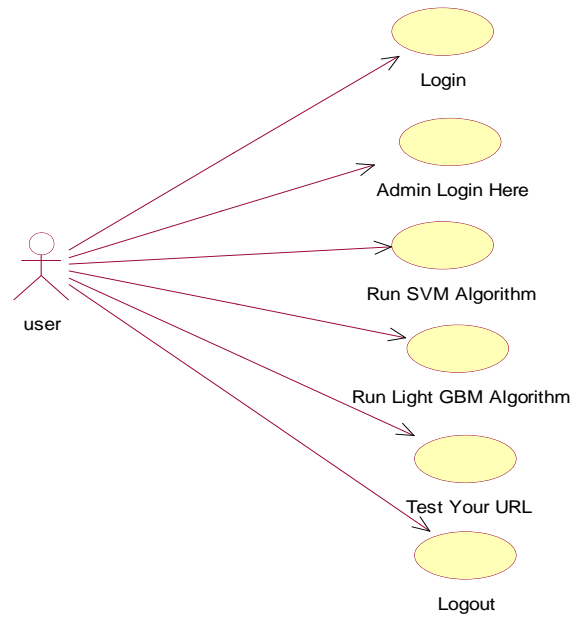 Login
Admin Login Here
Run SVM Algorithm
user
Run Light GBM Algorithm
Test Your URL
Logout